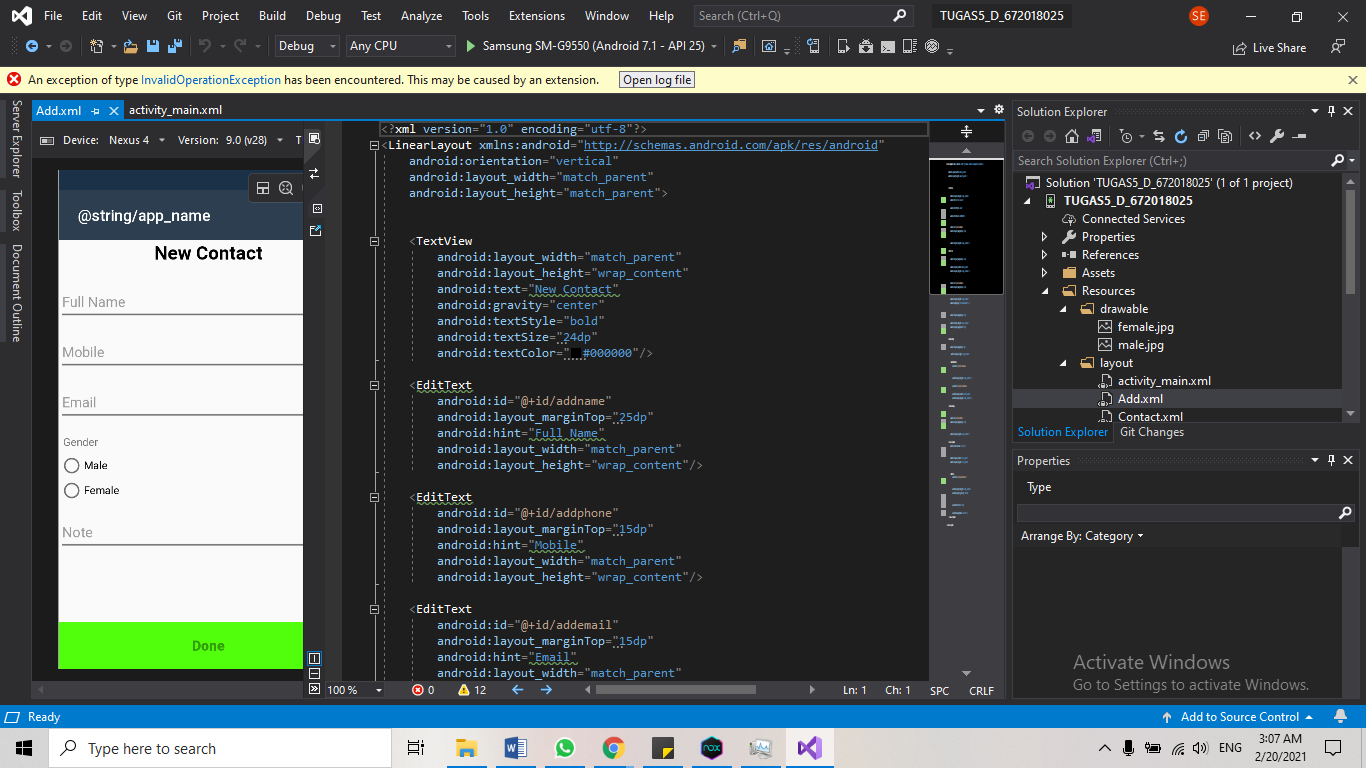 File Edit View Git Project Build Debug Test Analyze Tools Extensions Window Help Search (Ctrl+Q) TUGAS5_D_672018025 SE
Debug Any CPU Samsung SM-G9550 (Android 7.1 - API 25) Live Share
An exception of type InvalidOperationException has been encountered. This may be caused by an extension. Open log file
Server Explorer
Toolbox
Document Outline
Add.xml activity_main.xml
Device: Nexus 4 Version: 9.0 (v28) T
@string/app_name
New Contact
Full Name
Mobile
Email
Gender
Male
Female
Note
Done
<?xml version="1.0" encoding="utf-8"?>
<LinearLayout xmlns:android="http://schemas.android.com/apk/res/android"
android:orientation="vertical"
android:layout_width="match_parent"
android:layout_height="match_parent">
<TextView
android:layout_width="match_parent"
android:layout_height="wrap_content"
android:text="New Contact"
android:gravity="center"
android:textStyle="bold"
android:textSize="24dp"
android:textColor="#000000"/>
<EditText
android:id="@+id/addname"
android:layout_marginTop="25dp"
android:hint="Full Name"
android:layout_width="match_parent"
android:layout_height="wrap_content"/>
<EditText
android:id="@+id/addphone"
android:layout_marginTop="15dp"
android:hint="Mobile"
android:layout_width="match_parent"
android:layout_height="wrap_content"/>
<EditText
android:id="@+id/addemail"
android:layout_marginTop="15dp"
android:hint="Email"
android:layout_width="match_parent"
100 % 0 12 Ln: 1 Ch: 1 SPC CRLF
Solution Explorer
Search Solution Explorer (Ctrl+;)
Solution 'TUGAS5_D_672018025' (1 of 1 project)
TUGAS5_D_672018025
Connected Services
Properties
References
Assets
Resources
drawable
female.jpg
male.jpg
layout
activity_main.xml
Add.xml
Contact.xml
Solution Explorer Git Changes
Properties
Type
Arrange By: Category
Activate Windows
Go to Settings to activate Windows.
Ready Add to Source Control
Type here to search
W
nox
ENG
3:07 AM
2/20/2021